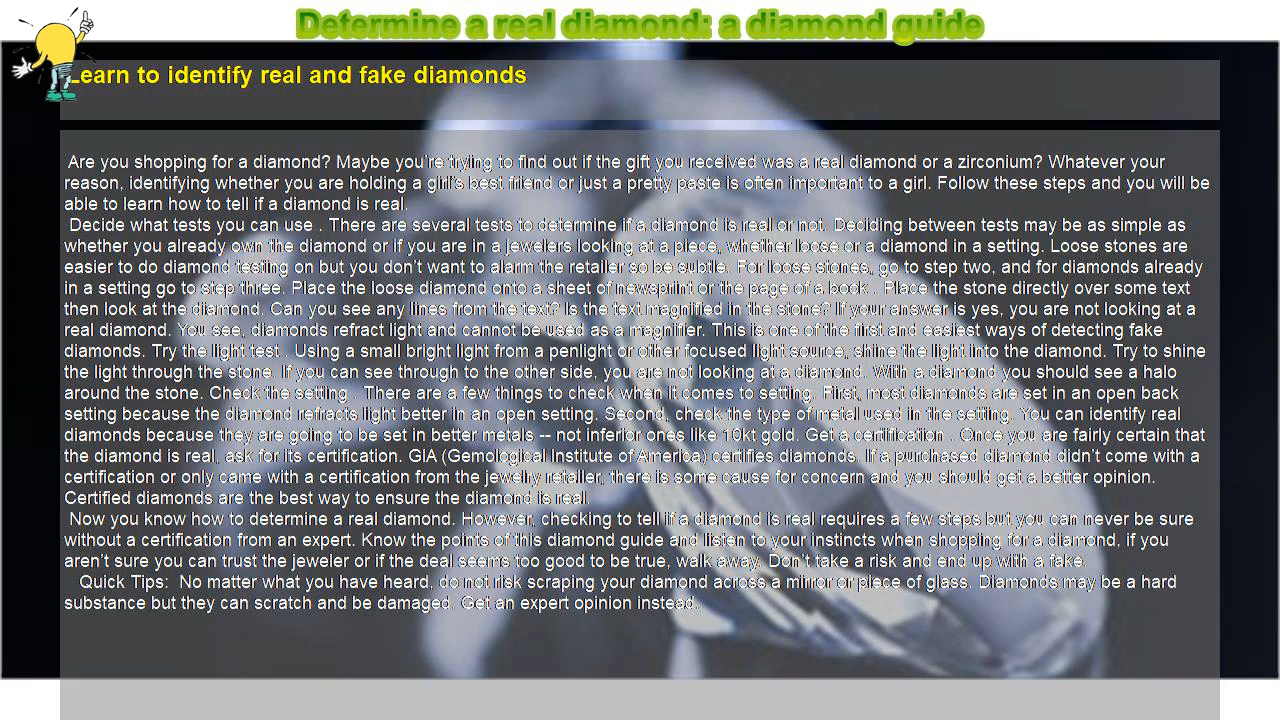 Determine a real diamond: a diamond guide
Learn to identify real and fake diamonds
Are you shopping for a diamond? Maybe you're trying to find out if the gift you received was a real diamond or a zirconium? Whatever your
reason, identifying whether you are holding a girl's best friend or just a pretty paste is often important to a girl. Follow these steps and you will be
able to learn how to tell if a diamond is real.
Decide what tests you can use . There are several tests to determine if a diamond is real or not. Deciding between tests may be as simple as
whether you already own the diamond or if you are in a jewelers looking at a piece, whether loose or a diamond in a setting. Loose stones are
easier to do diamond testing on but you don't want to alarm the retailer so be subtle. For loose stones, go to step two, and for diamonds already
in a setting go to step three. Place the loose diamond onto a sheet of newsprint or the page of a book . Place the stone directly over some text
then look at the diamond. Can you see any lines from the text? Is the text magnified in the stone? If your answer is yes, you are not looking at a
real diamond. You see, diamonds refract light and cannot be used as a magnifier. This is one of the first and easiest ways of detecting fake
diamonds. Try the light test . Using a small bright light from a penlight or other focused light source, shine the light into the diamond. Try to shine
the light through the stone. If you can see through to the other side, you are not looking at a diamond. With a diamond you should see a halo
around the stone. Check the setting . There are a few things to check when it comes to setting. First, most diamonds are set in an open back
setting because the diamond refracts light better in an open setting. Second, check the type of metal used in the setting. You can identify real
diamonds because they are going to be set in better metals -- not inferior ones like 10kt gold. Get a certification . Once you are fairly certain that
the diamond is real, ask for its certification. GIA (Gemological Institute of America) certifies diamonds. If a purchased diamond didn't come with a
certification or only came with a certification from the jewelry retailer, there is some cause for concern and you should get a better opinion.
Certified diamonds are the best way to ensure the diamond is real.
Now you know how to determine a real diamond. However, checking to tell if a diamond is real requires a few steps but you can never be sure
without a certification from an expert. Know the points of this diamond guide and listen to your instincts when shopping for a diamond, if you
aren't sure you can trust the jeweler or if the deal seems too good to be true, walk away. Don't take a risk and end up with a fake.
Quick Tips: No matter what you have heard, do not risk scraping your diamond across a mirror or piece of glass. Diamonds may be a hard
substance but they can scratch and be damaged. Get an expert opinion instead.